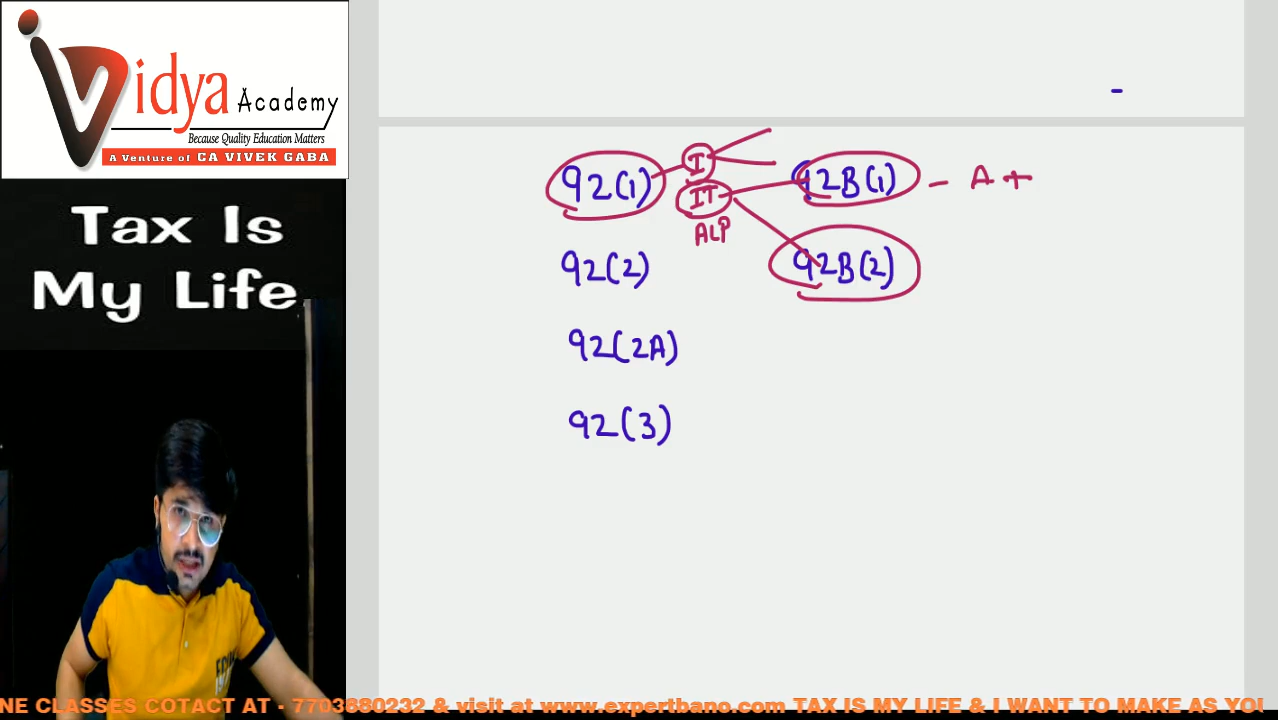 Vidya Academy
Because Quality Education Matters
A Venture of CA VIVEK GABA
Tax Is
My Life
-
92(1) I
IT 92B(1) - A +
ALP
92(2) 92B(2)
92(2A)
92(3)
NE CLASSES COTACT AT - 7703880232 & visit at www.expertbano.com TAX IS MY LIFE & I WANT TO MAKE AS YOU